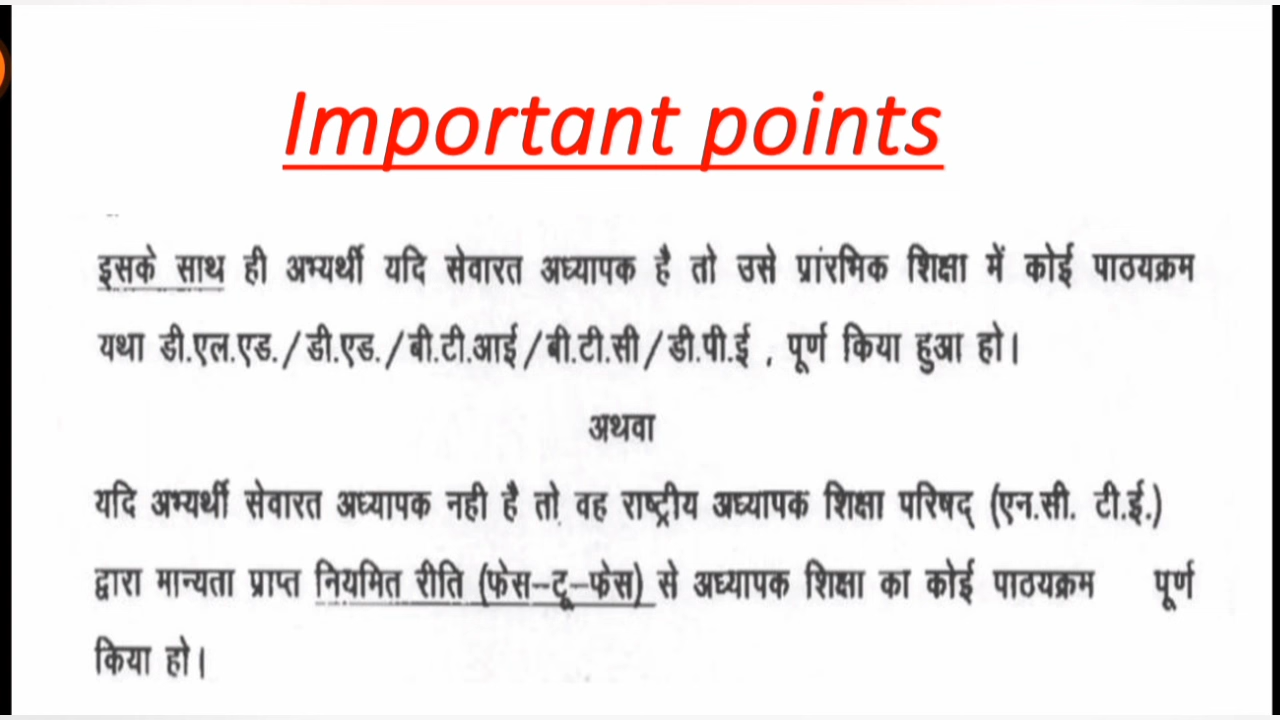 Important points
इसके साथ ही अभ्यर्थी यदि सेवारत अध्यापक है तो उसे प्रांरभिक शिक्षा में कोई पाठयक्रम
यथा डी.एल.एड./डी.एड./बी.टी.आई/बी.टी.सी/डी.पी.ई , पूर्ण किया हुआ हो।
अथवा
यदि अभ्यर्थी सेवारत अध्यापक नही है तो वह राष्ट्रीय अध्यापक शिक्षा परिषद् (एन.सी. टी.ई.)
द्वारा मान्यता प्राप्त नियमित रीति (फेस–टू–फेस) से अध्यापक शिक्षा का कोई पाठयक्रम पूर्ण
किया हो।